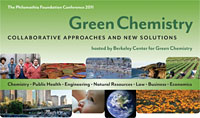 The Philomathia Foundation Conference 2011
Green Chemistry
COLLABORATIVE APPROACHES AND NEW SOLUTIONS
hosted by Berkeley Center for Green Chemistry
Chemistry • Public Health • Engineering • Natural Resources • Law • Business • Economics